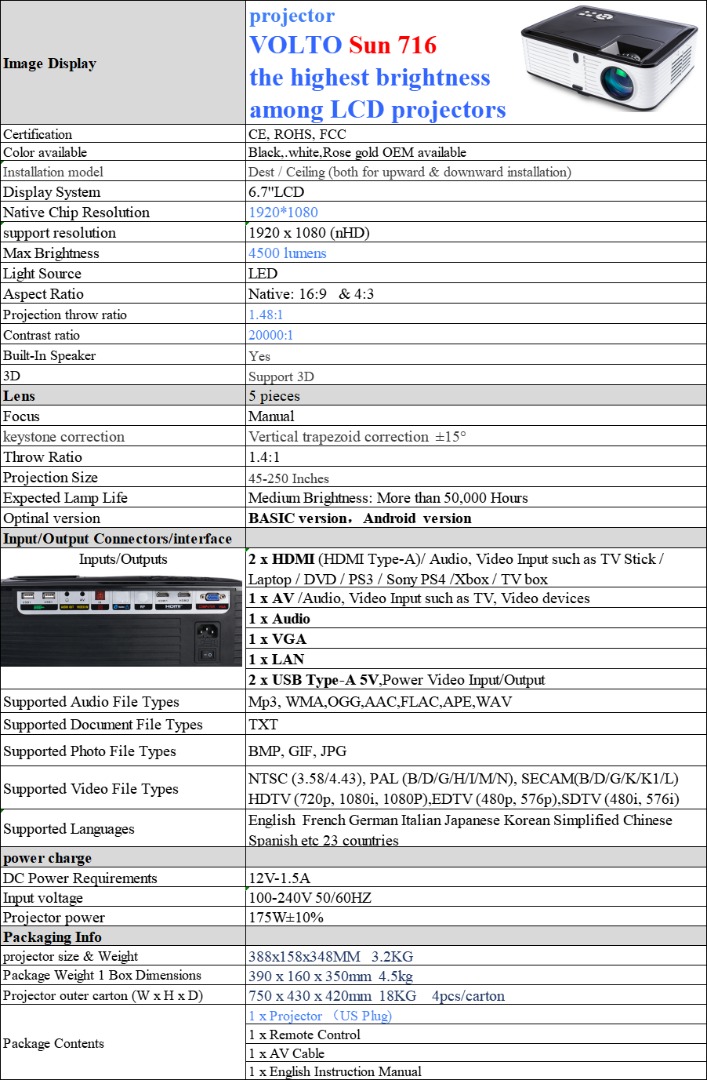 Image Display
projector
VOLTO Sun 716
the highest brightness
among LCD projectors
Certification CE, ROHS, FCC
Color available Black,.white,Rose gold OEM available
Installation model Dest / Ceiling (both for upward & downward installation)
Display System 6.7"LCD
Native Chip Resolution 1920*1080
support resolution 1920 x 1080 (nHD)
Max Brightness 4500 lumens
Light Source LED
Aspect Ratio Native: 16:9 & 4:3
Projection throw ratio 1.48:1
Contrast ratio 20000:1
Built-In Speaker Yes
3D Support 3D
Lens 5 pieces
Focus Manual
keystone correction Vertical trapezoid correction ±15°
Throw Ratio 1.4:1
Projection Size 45-250 Inches
Expected Lamp Life Medium Brightness: More than 50,000 Hours
Optinal version BASIC version, Android version
Input/Output Connectors/interface
Inputs/Outputs
2 x HDMI (HDMI Type-A)/ Audio, Video Input such as TV Stick /
Laptop / DVD / PS3 / Sony PS4 /Xbox / TV box
1 x AV /Audio, Video Input such as TV, Video devices
1 x Audio
1 x VGA
1 x LAN
2 x USB Type-A 5V,Power Video Input/Output
HDMI
Supported Audio File Types Mp3, WMA,OGG,AAC,FLAC,APE,WAV
Supported Document File Types TXT
Supported Photo File Types BMP, GIF, JPG
Supported Video File Types
NTSC (3.58/4.43), PAL (B/D/G/H/I/M/N), SECAM(B/D/G/K/K1/L)
HDTV (720p, 1080i, 1080P),EDTV (480p, 576p),SDTV (480i, 576i)
Supported Languages
English French German Italian Japanese Korean Simplified Chinese
Spanish etc 23 countries
power charge
DC Power Requirements 12V-1.5A
Input voltage 100-240V 50/60HZ
Projector power 175W±10%
Packaging Info
projector size & Weight 388x158x348MM 3.2KG
Package Weight 1 Box Dimensions 390 x 160 x 350mm 4.5kg
Projector outer carton (W x H x D) 750 x 430 x 420mm 18KG 4pcs/carton
Package Contents
1 x Projector （US Plug)
1 x Remote Control
1 x AV Cable
1 x English Instruction Manual